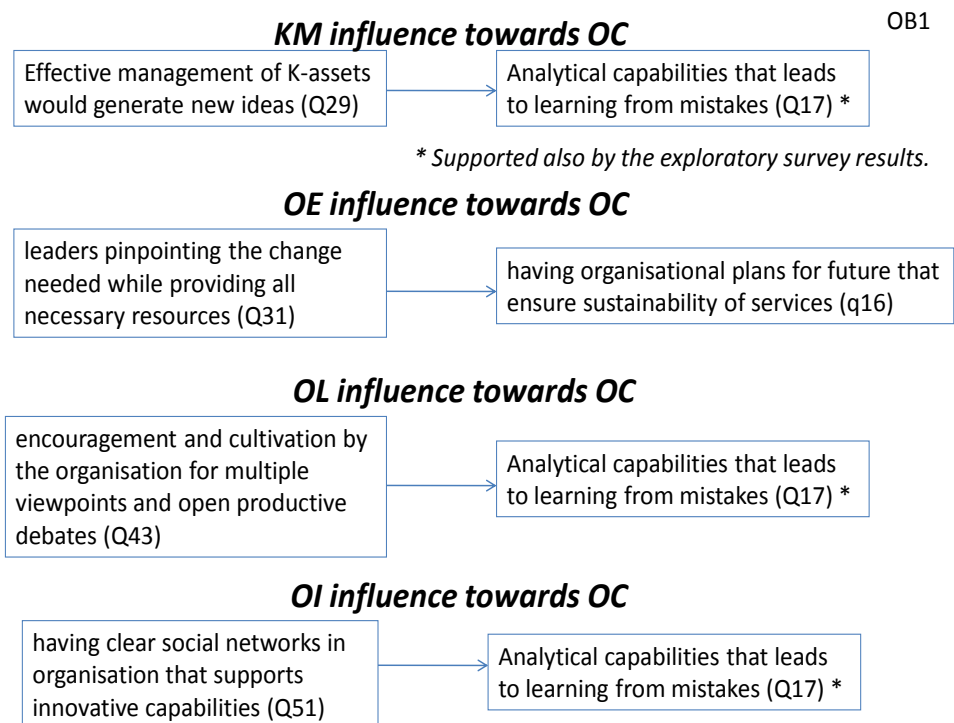 OB1
KM influence towards OC
Effective management of K-assets
would generate new ideas (Q29)
Analytical capabilities that leads
to learning from mistakes (Q17) *
* Supported also by the exploratory survey results.
OE influence towards OC
leaders pinpointing the change
needed while providing all
necessary resources (Q31)
having organisational plans for future that
ensure sustainability of services (q16)
OL influence towards OC
encouragement and cultivation by
the organisation for multiple
viewpoints and open productive
debates (Q43)
Analytical capabilities that leads
to learning from mistakes (Q17) *
OI influence towards OC
having clear social networks in
organisation that supports
innovative capabilities (Q51)
Analytical capabilities that leads
to learning from mistakes (Q17) *